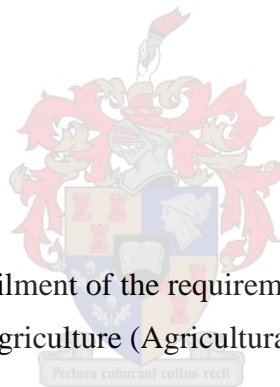 ilment of the requirem
griculture (Agricultura
Pectora roborant cultus recti